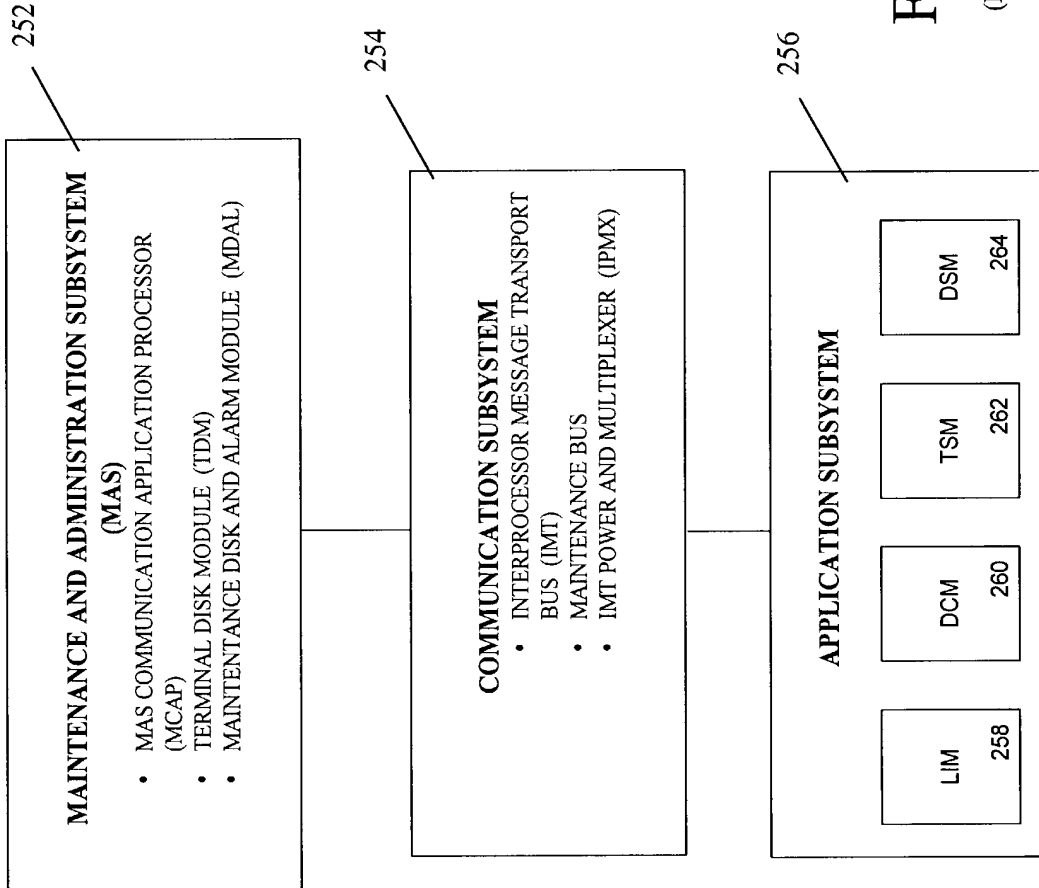 252
MAINTENANCE AND ADMINISTRATION SUBSYSTEM
(MAS)
• MAS COMMUNICATION APPLICATION PROCESSOR
(MCAP)
• TERMINAL DISK MODULE (TDM)
• MAINTENTANCE DISK AND ALARM MODULE (MDAL)
254
COMMUNICATION SUBSYSTEM
• INTERPROCESSOR MESSAGE TRANSPORT
BUS (IMT)
• MAINTENANCE BUS
• IMT POWER AND MULTIPLEXER (IPMX)
256
APPLICATION SUBSYSTEM
LIM
258
DCM
260
TSM
262
DSM
264